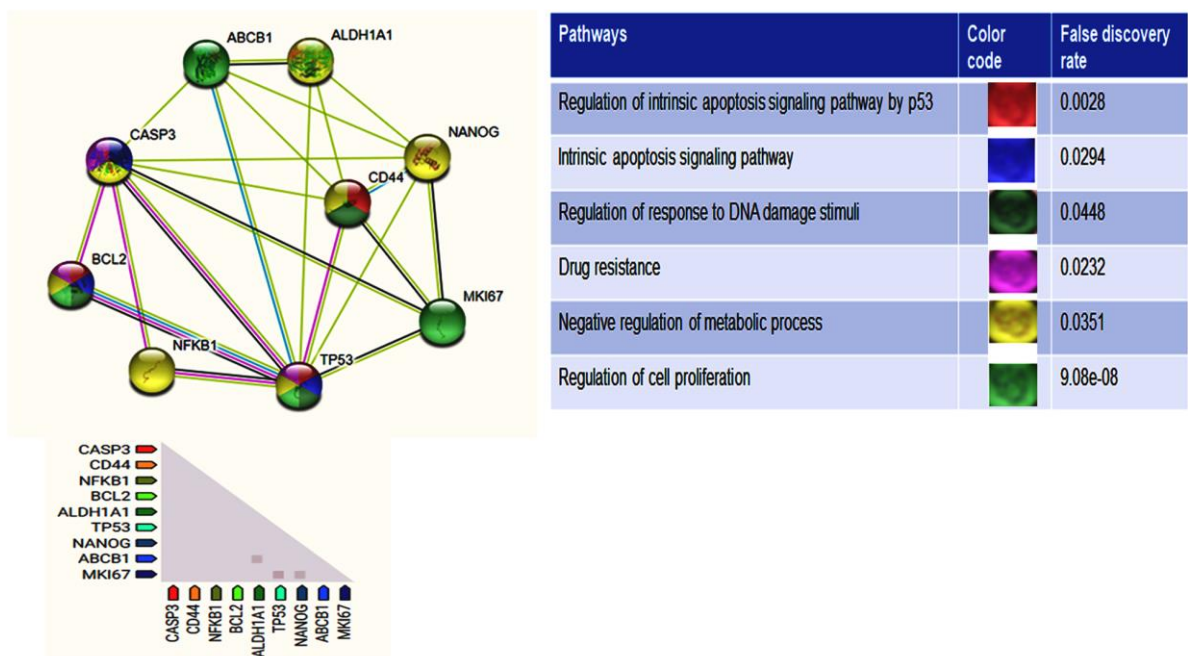 ABCB1
ALDH1A1
CASP3
NANOG
CD44
BCL2
MKI67
NFKB1
TP53
Pathways Color code False discovery rate
Regulation of intrinsic apoptosis signaling pathway by p53 0.0028
Intrinsic apoptosis signaling pathway 0.0294
Regulation of response to DNA damage stimuli 0.0448
Drug resistance 0.0232
Negative regulation of metabolic process 0.0351
Regulation of cell proliferation 9.08e-08
CASP3
CD44
NFKB1
BCL2
ALDH1A1
TP53
NANOG
ABCB1
MKI67
CASP3
CD44
NFKB1
BCL2
ALDH1A1
TP53
NANOG
ABCB1
MKI67